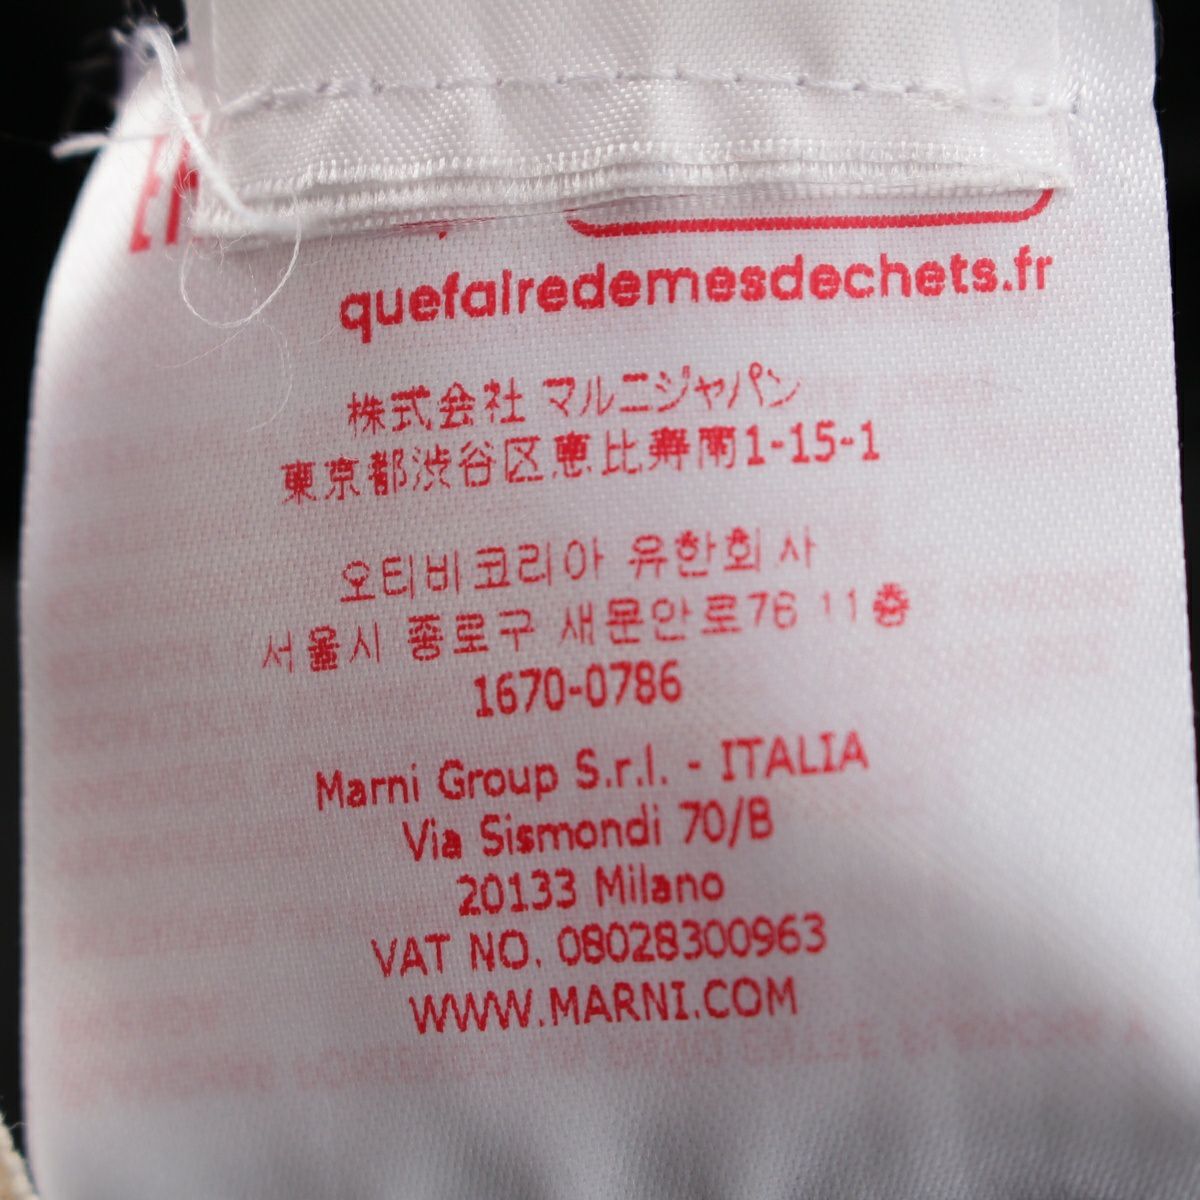 quefairedemesdechets.fr
株式会社 マルニジャパン
東京都渋谷区恵比寿南1-15-1
오티비코리아 유한회사
서울시 종로구 새문안로76 11층
1670-0786
Marni Group S.r.l. - ITALIA
Via Sismondi 70/B
20133 Milano
VAT NO. 08028300963
WWW.MARNI.COM